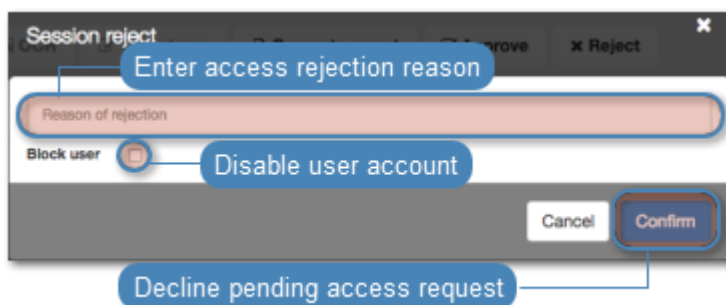 Session reject
Approve
Reject
Enter access rejection reason
Reason of rejection
Block user
Disable user account
Cancel
Confirm
Decline pending access request